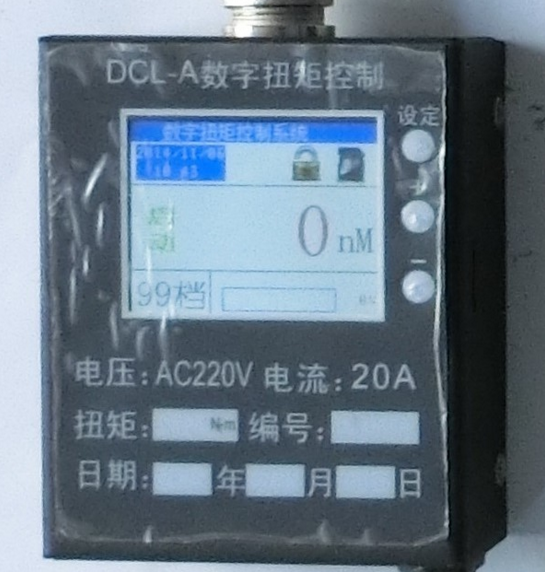 DCL-A数字扭矩控制
设定
数字扭矩控制系统
+
启动
0 nM
−
99档
电压：AC220V 电流：20A
扭矩： N·m 编号：
日期： 年 月 日